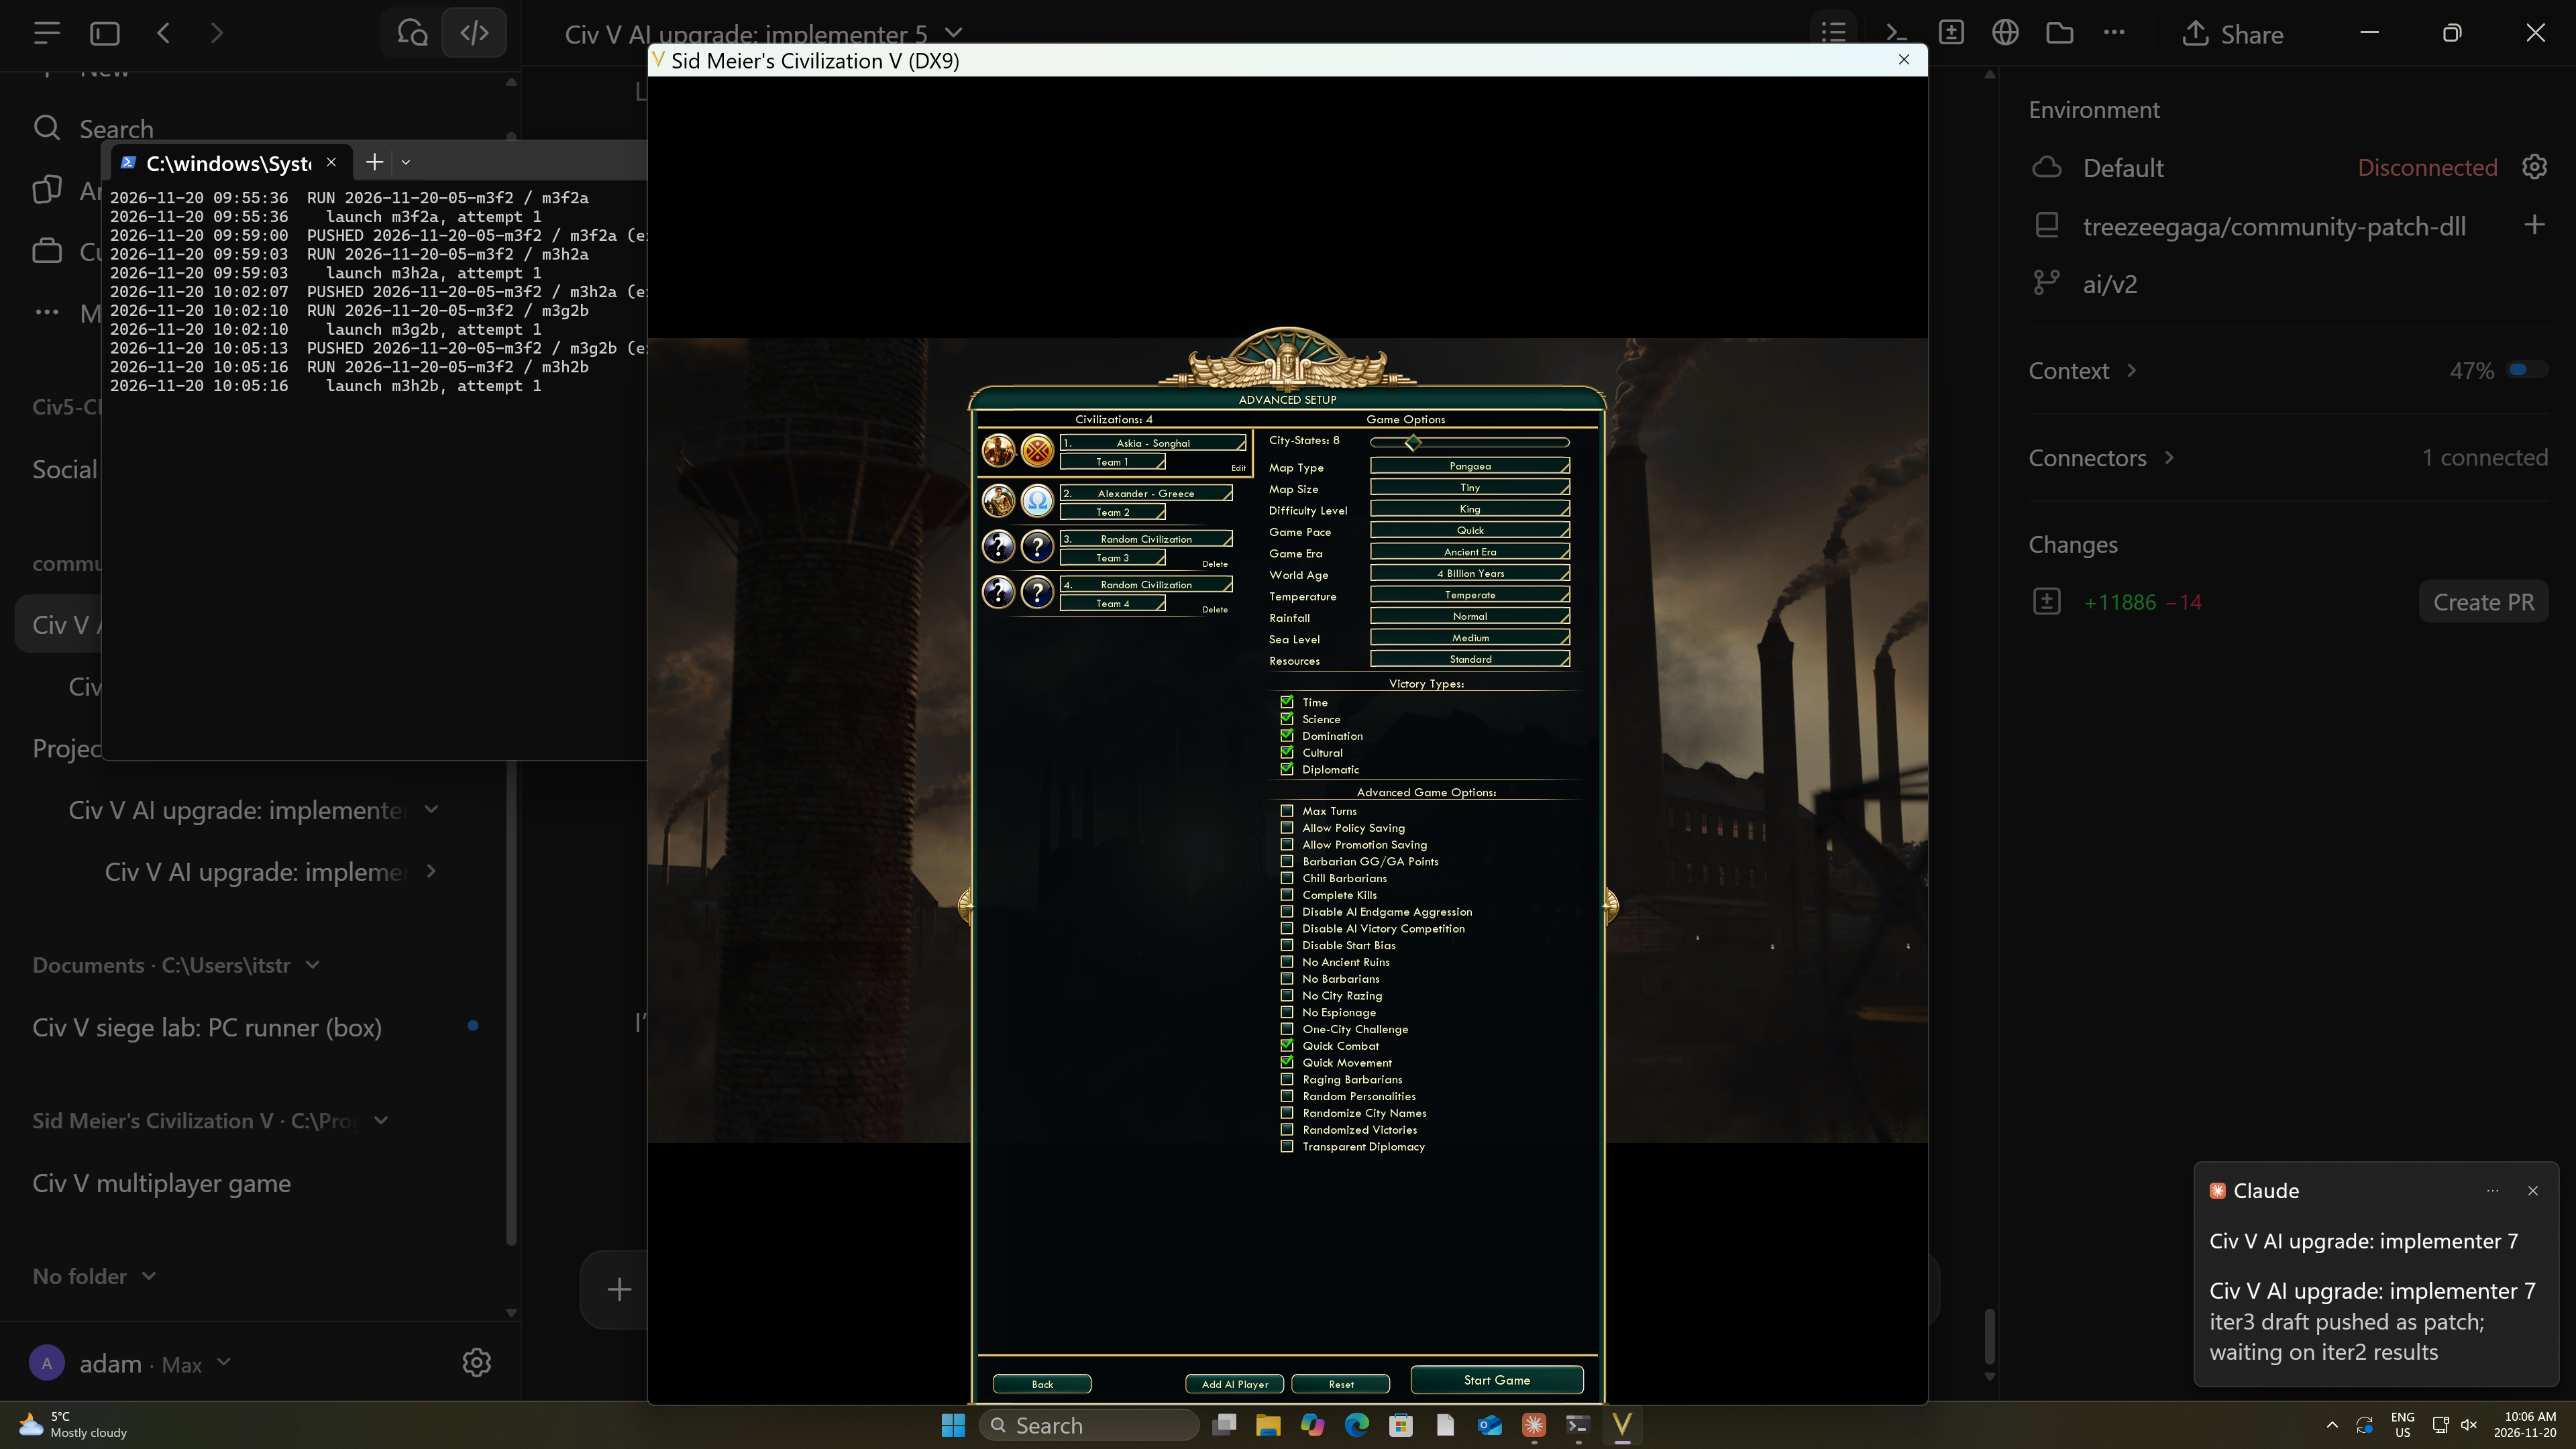 Civ V AI upgrade: implementer 5
Share
New
Search
C:\windows\Syst
2026-11-20 09:55:36  RUN 2026-11-20-05-m3f2 / m3f2a
2026-11-20 09:55:36    launch m3f2a, attempt 1
2026-11-20 09:59:00  PUSHED 2026-11-20-05-m3f2 / m3f2a
2026-11-20 09:59:03  RUN 2026-11-20-05-m3f2 / m3h2a
2026-11-20 09:59:03    launch m3h2a, attempt 1
2026-11-20 10:02:07  PUSHED 2026-11-20-05-m3f2 / m3h2a
2026-11-20 10:02:10  RUN 2026-11-20-05-m3f2 / m3g2b
2026-11-20 10:02:10    launch m3g2b, attempt 1
2026-11-20 10:05:13  PUSHED 2026-11-20-05-m3f2 / m3g2b
2026-11-20 10:05:16  RUN 2026-11-20-05-m3f2 / m3h2b
2026-11-20 10:05:16    launch m3h2b, attempt 1
Civ5-C
Social
commu
Civ V A
Civ
Projec
Civ V AI upgrade: implementer
Civ V AI upgrade: impleme
Documents · C:\Users\itstr
Civ V siege lab: PC runner (box)
Sid Meier's Civilization V · C:\Pro
Civ V multiplayer game
No folder
A
adam · Max
Sid Meier's Civilization V (DX9)
ADVANCED SETUP
Civilizations: 4
1. Askia - Songhai
Team 1
Edit
2. Alexander - Greece
Team 2
3. Random Civilization
Team 3
Delete
4. Random Civilization
Team 4
Delete
Game Options
City-States: 8
Map Type Pangaea
Map Size Tiny
Difficulty Level King
Game Pace Quick
Game Era Ancient Era
World Age 4 Billion Years
Temperature Temperate
Rainfall Normal
Sea Level Medium
Resources Standard
Victory Types:
Time
Science
Domination
Cultural
Diplomatic
Advanced Game Options:
Max Turns
Allow Policy Saving
Allow Promotion Saving
Barbarian GG/GA Points
Chill Barbarians
Complete Kills
Disable AI Endgame Aggression
Disable AI Victory Competition
Disable Start Bias
No Ancient Ruins
No Barbarians
No City Razing
No Espionage
One-City Challenge
Quick Combat
Quick Movement
Raging Barbarians
Random Personalities
Randomize City Names
Randomized Victories
Transparent Diplomacy
Back
Add AI Player
Reset
Start Game
Environment
Default Disconnected
treezeegaga/community-patch-dll
ai/v2
Context 47%
Connectors 1 connected
Changes
+11886 −14 Create PR
Claude
Civ V AI upgrade: implementer 7
Civ V AI upgrade: implementer 7
iter3 draft pushed as patch;
waiting on iter2 results
5°C
Mostly cloudy
Search
ENG
US
10:06 AM
2026-11-20